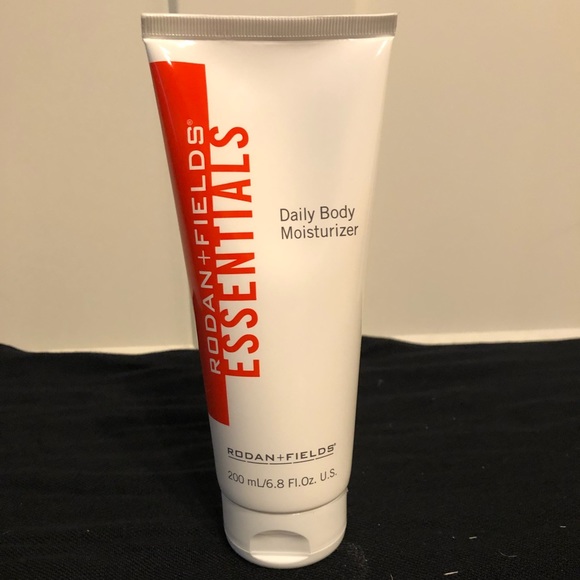 RODAN+FIELDS®
ESSENTIALS
Daily Body
Moisturizer
RODAN+FIELDS®
200 mL/6.8 Fl.Oz. U.S.